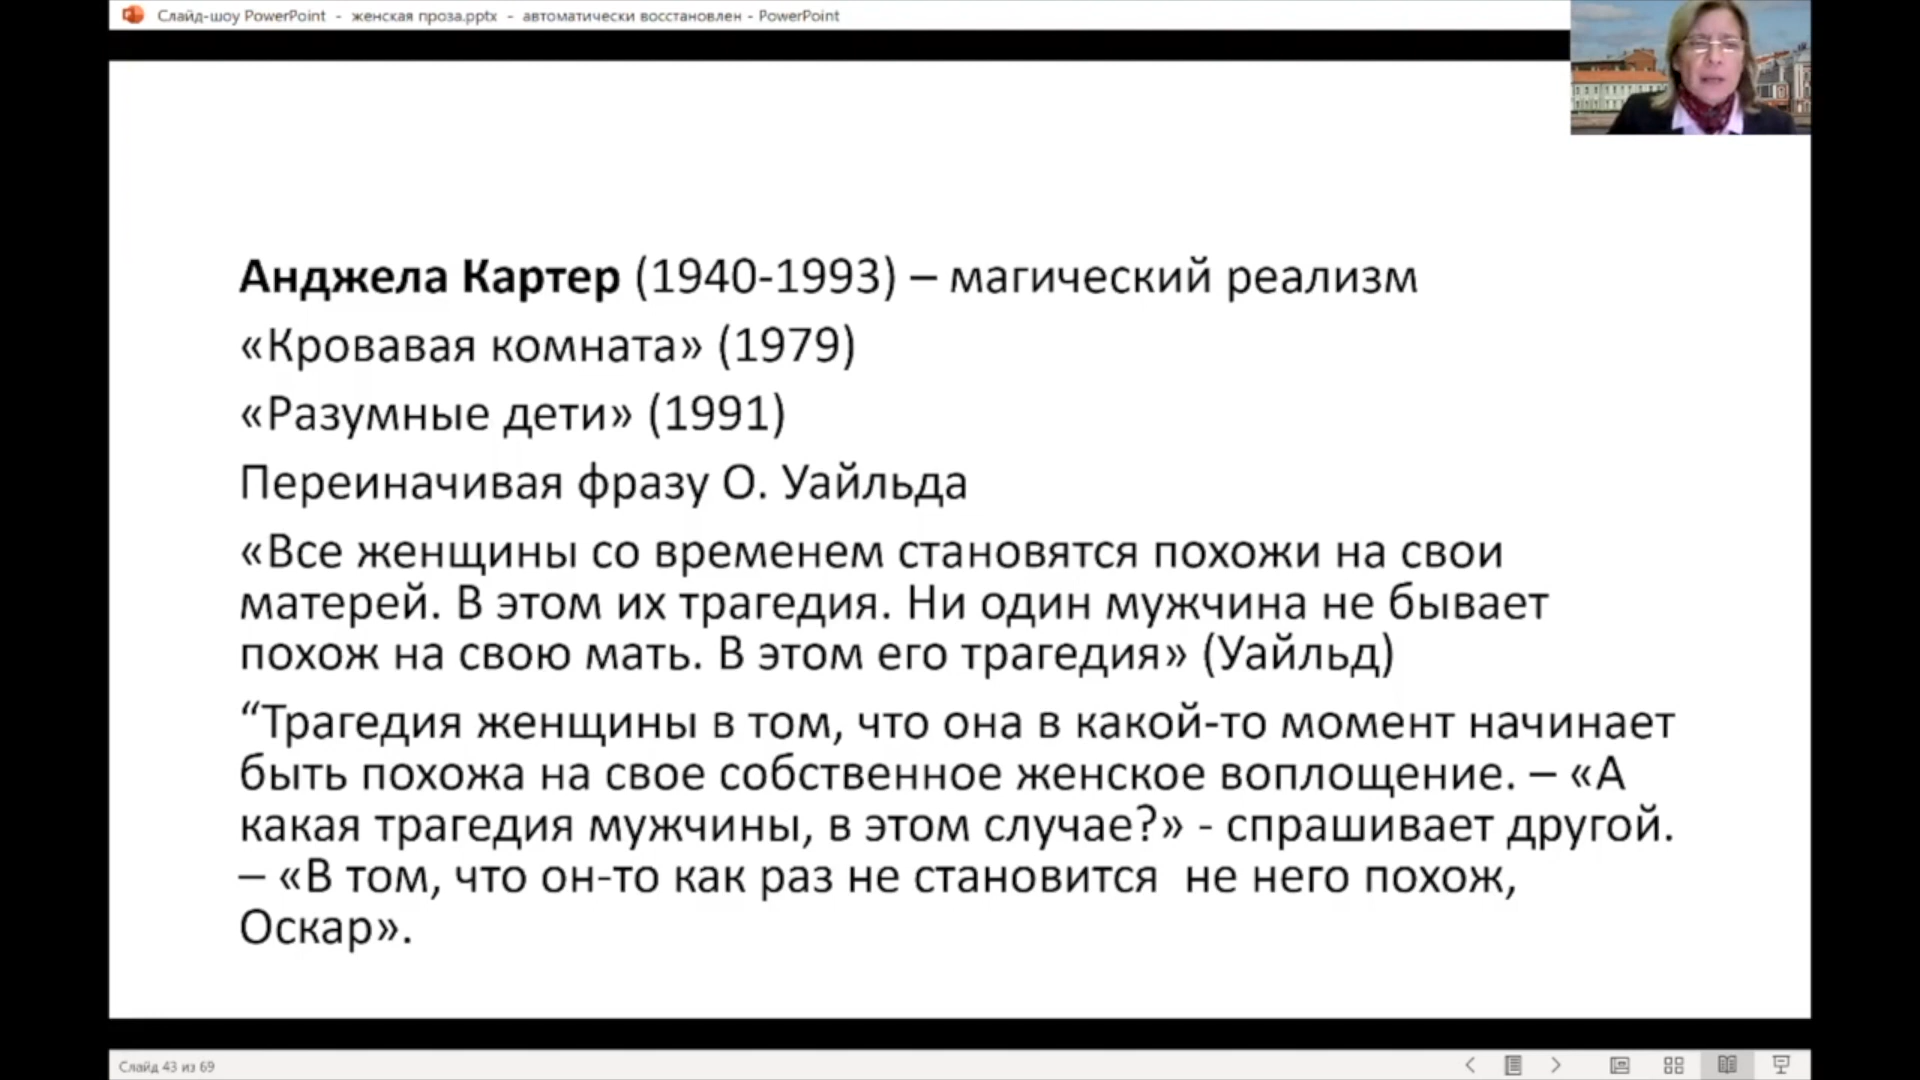 Слайд-шоу PowerPoint - женская проза.pptx - автоматически восстановлен - PowerPoint
Анджела Картер (1940-1993) – магический реализм
«Кровавая комната» (1979)
«Разумные дети» (1991)
Переиначивая фразу О. Уайльда
«Все женщины со временем становятся похожи на свои
матерей. В этом их трагедия. Ни один мужчина не бывает
похож на свою мать. В этом его трагедия» (Уайльд)
“Трагедия женщины в том, что она в какой-то момент начинает
быть похожа на свое собственное женское воплощение. – «А
какая трагедия мужчины, в этом случае?» - спрашивает другой.
– «В том, что он-то как раз не становится  не него похож,
Оскар».
Слайд 43 из 69